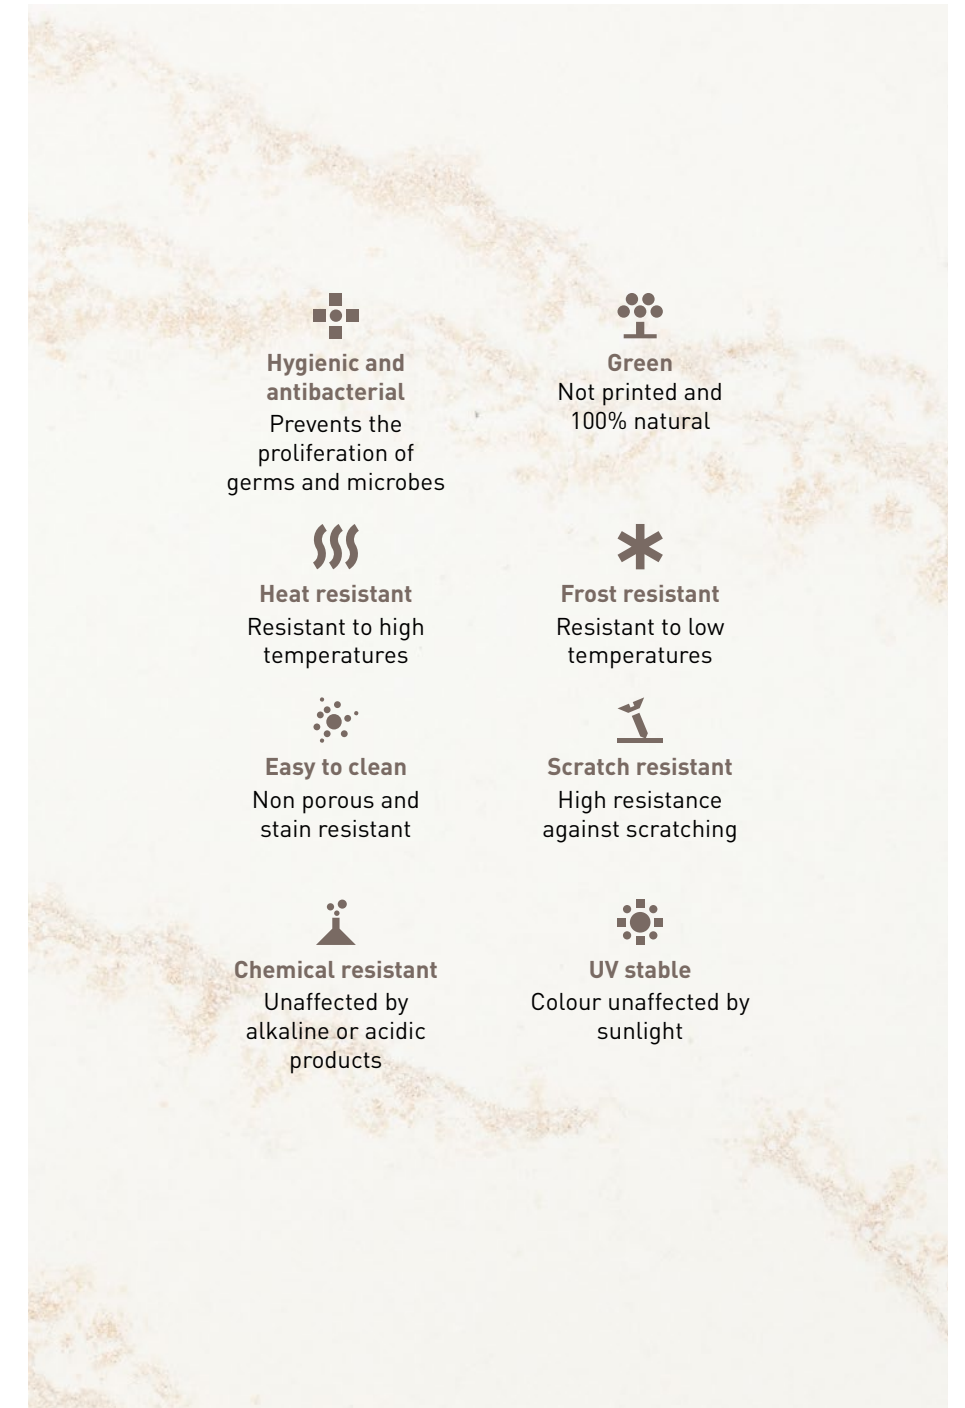 Hygienic and
antibacterial
Prevents the
proliferation of
germs and microbes
Green
Not printed and
100% natural
Heat resistant
Resistant to high
temperatures
Frost resistant
Resistant to low
temperatures
Easy to clean
Non porous and
stain resistant
Scratch resistant
High resistance
against scratching
Chemical resistant
Unaffected by
alkaline or acidic
products
UV stable
Colour unaffected by
sunlight